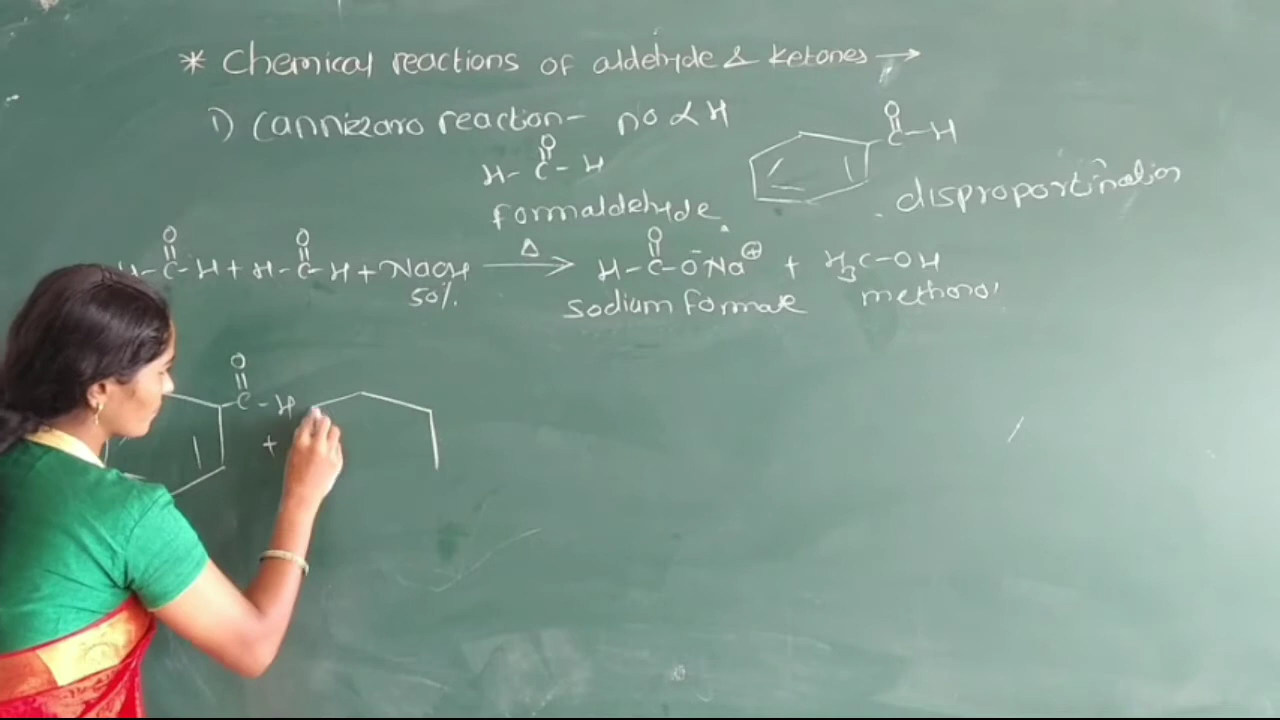 * Chemical reactions of aldehyde & ketones →
1) Cannizzaro reaction - no α H
O
H - C - H
O
C - H
formaldehyde
disproportination
O O O
H - C - H + H - C - H + NaOH Δ → H - C - O⁻ Na⊕ + H₃C - OH
50%
sodium formate methanol
O
C - H
+